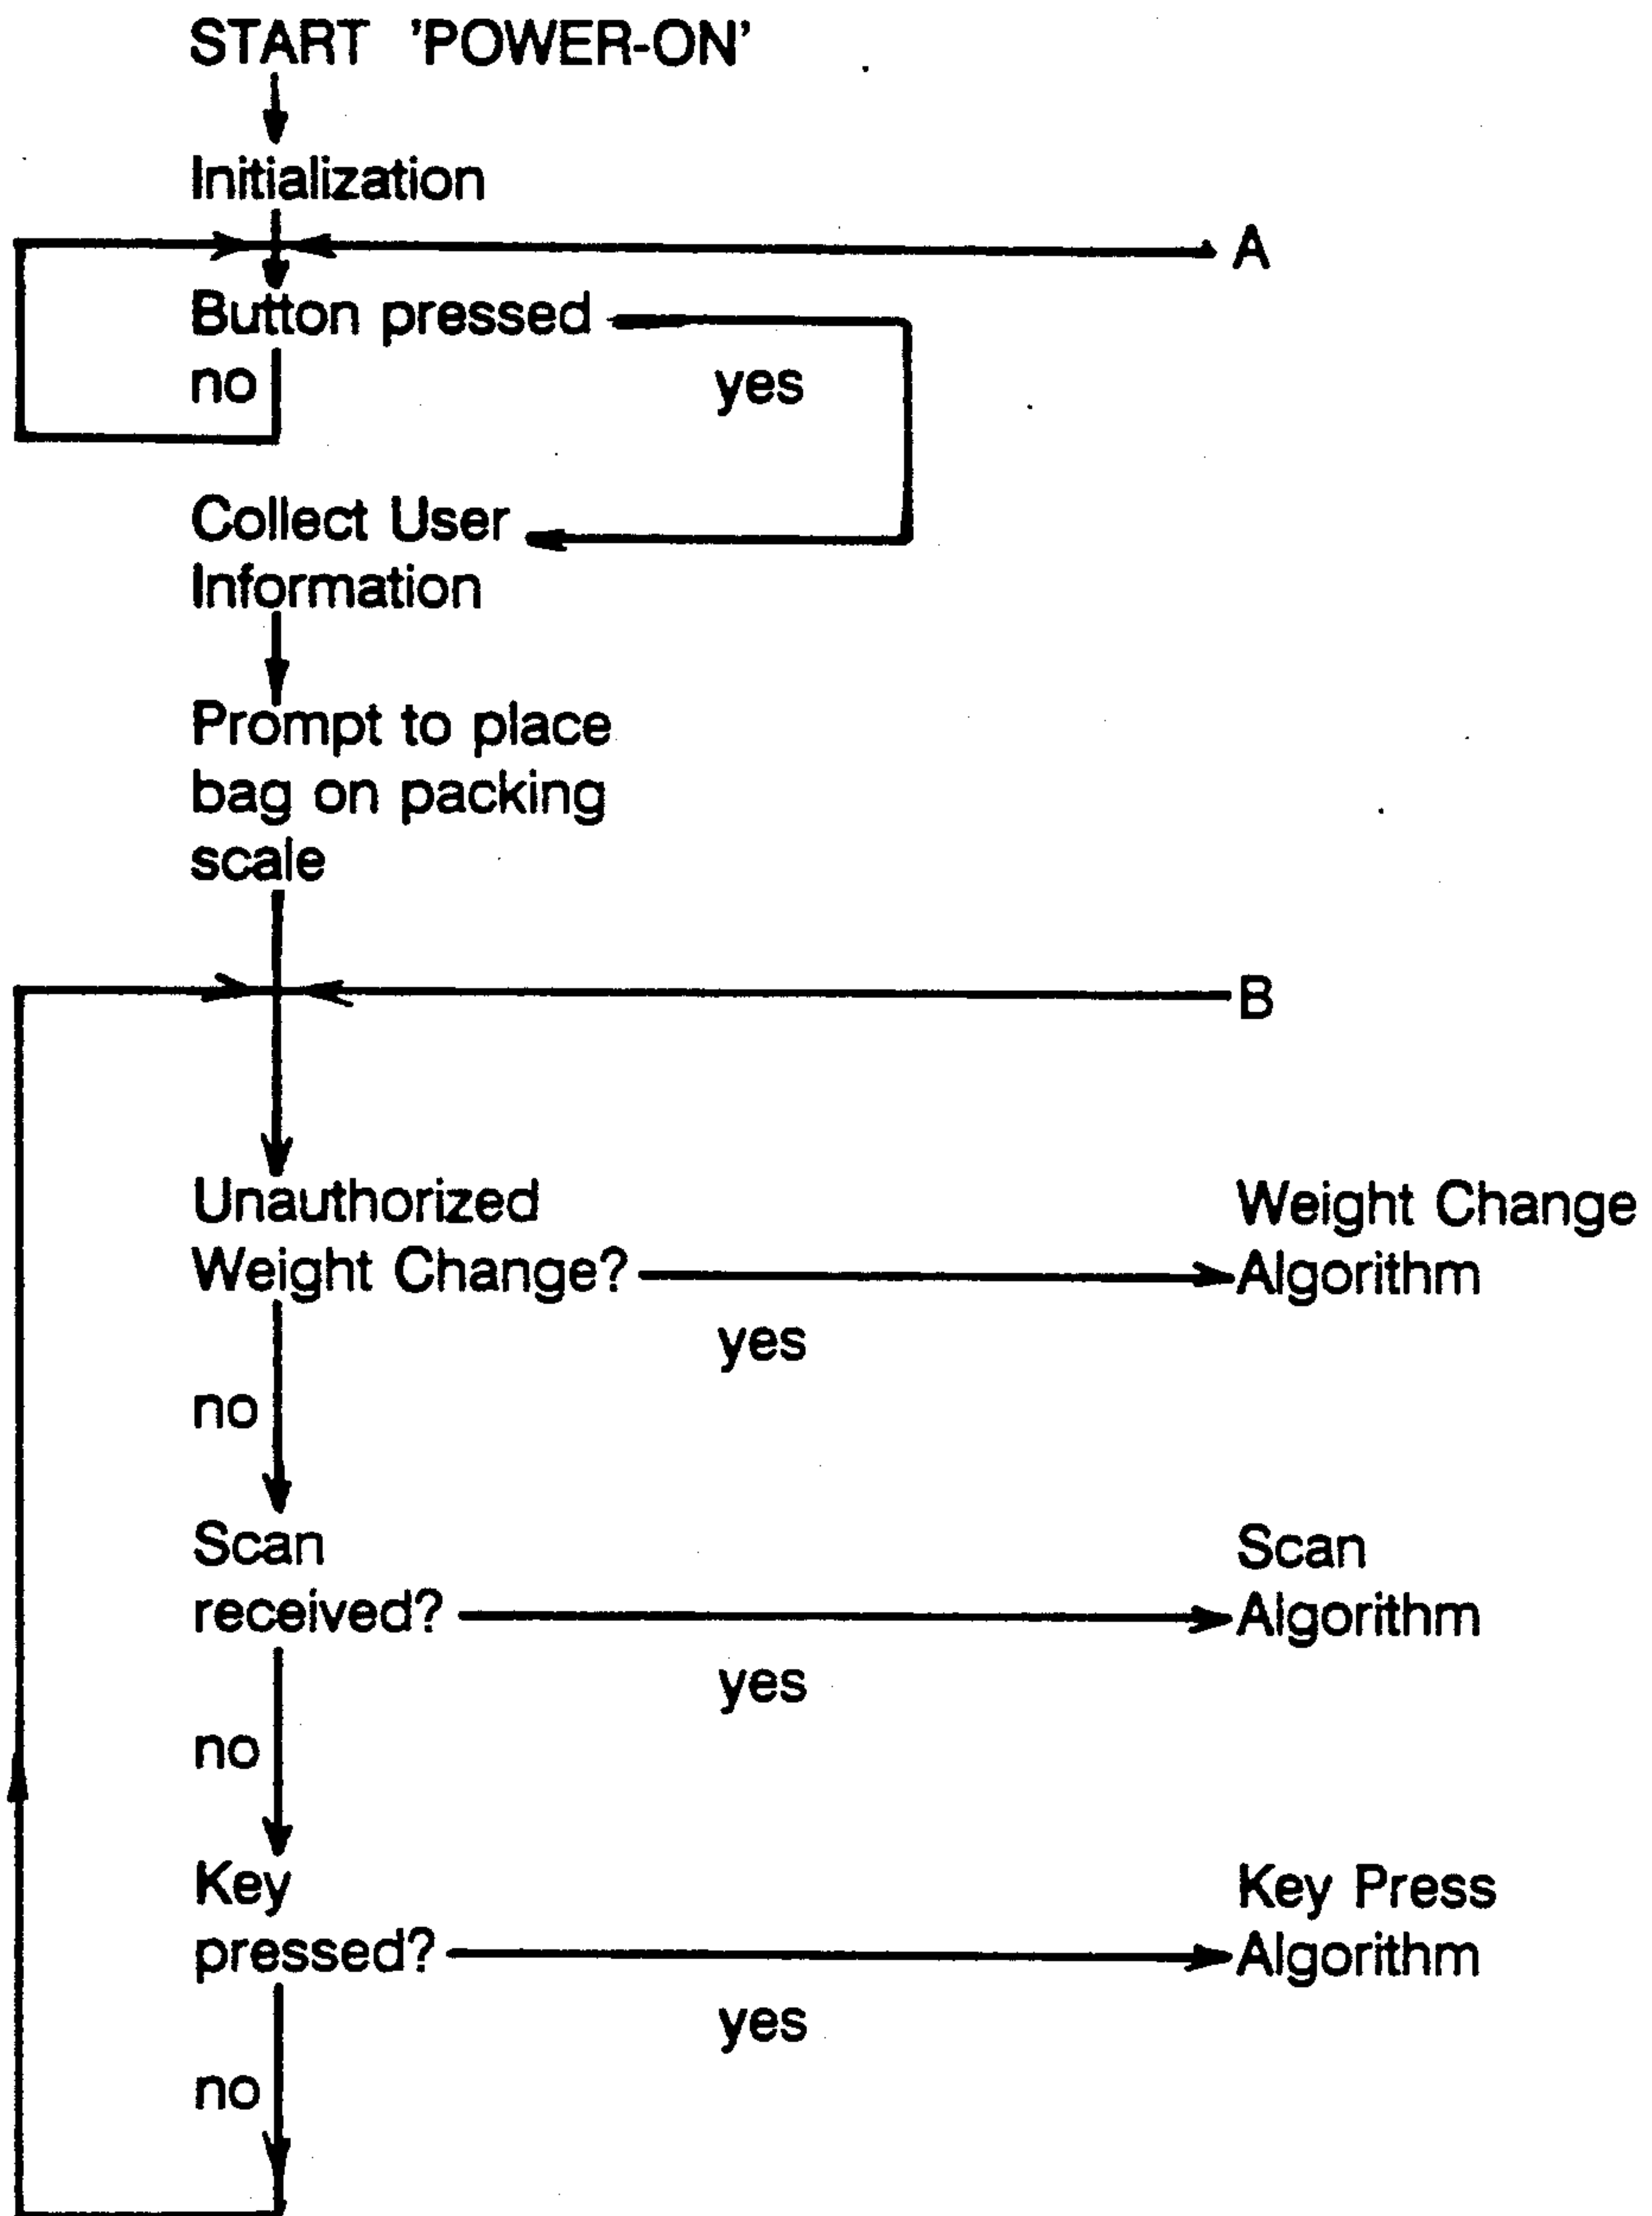 START 'POWER-ON'
Initialization
A
Button pressed
no
yes
Collect User
Information
Prompt to place
bag on packing
scale
B
Unauthorized
Weight Change?
Weight Change
Algorithm
yes
no
Scan
received?
Scan
Algorithm
yes
no
Key
pressed?
Key Press
Algorithm
yes
no